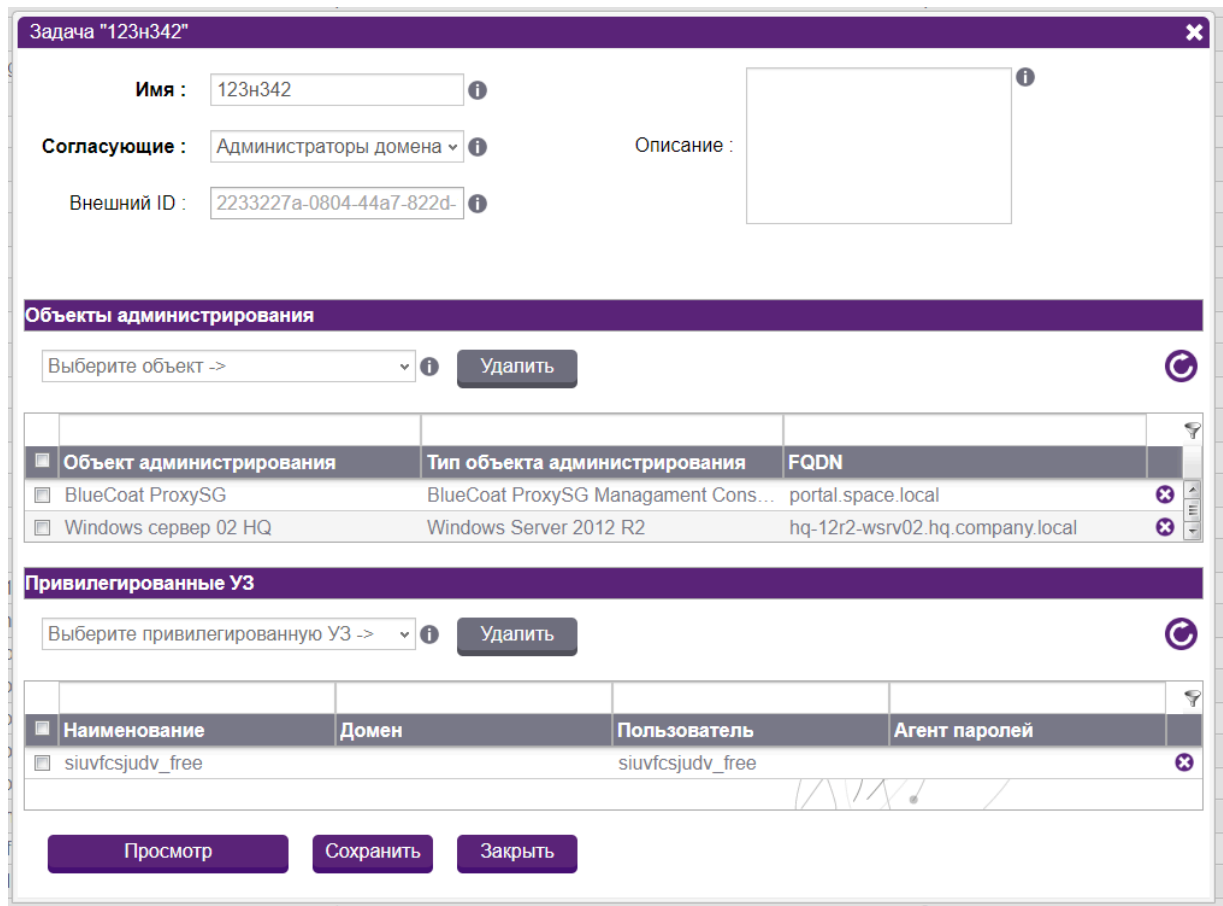 Задача "123н342"
Имя : 123н342
Согласующие : Администраторы домена
Описание :
Внешний ID : 2233227a-0804-44a7-822d-
Объекты администрирования
Выберите объект -> Удалить
Объект администрирования Тип объекта администрирования FQDN
BlueCoat ProxySG BlueCoat ProxySG Managament Cons... portal.space.local
Windows сервер 02 HQ Windows Server 2012 R2 hq-12r2-wsrv02.hq.company.local
Привилегированные УЗ
Выберите привилегированную УЗ -> Удалить
Наименование Домен Пользователь Агент паролей
siuvfcsjudv_free siuvfcsjudv_free
Просмотр Сохранить Закрыть